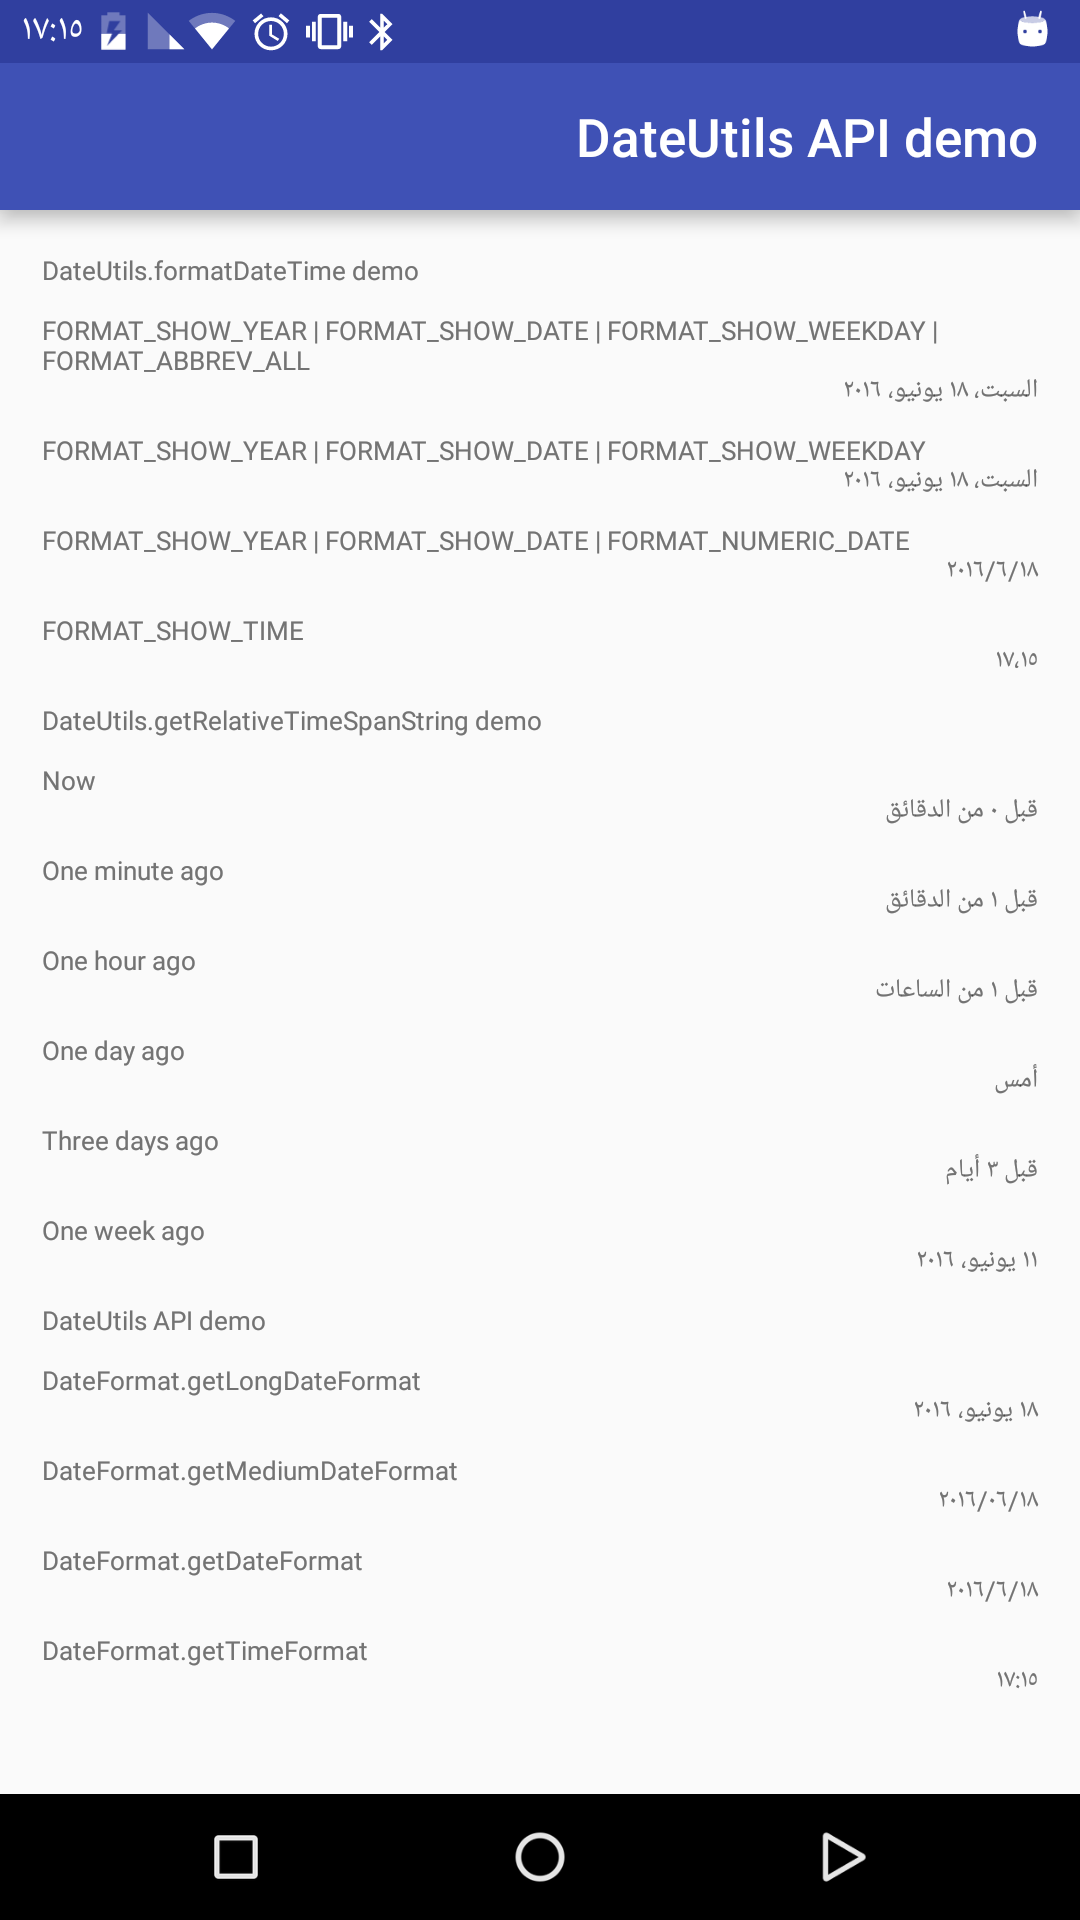 ١٧:١٥
DateUtils API demo
DateUtils.formatDateTime demo
FORMAT_SHOW_YEAR | FORMAT_SHOW_DATE | FORMAT_SHOW_WEEKDAY |
FORMAT_ABBREV_ALL
السبت، ١٨ يونيو، ٢٠١٦
FORMAT_SHOW_YEAR | FORMAT_SHOW_DATE | FORMAT_SHOW_WEEKDAY
السبت، ١٨ يونيو، ٢٠١٦
FORMAT_SHOW_YEAR | FORMAT_SHOW_DATE | FORMAT_NUMERIC_DATE
٢٠١٦/٦/١٨
FORMAT_SHOW_TIME
١٧،١٥
DateUtils.getRelativeTimeSpanString demo
Now
قبل ٠ من الدقائق
One minute ago
قبل ١ من الدقائق
One hour ago
قبل ١ من الساعات
One day ago
أمس
Three days ago
قبل ٣ أيام
One week ago
١١ يونيو، ٢٠١٦
DateUtils API demo
DateFormat.getLongDateFormat
١٨ يونيو، ٢٠١٦
DateFormat.getMediumDateFormat
٢٠١٦/٠٦/١٨
DateFormat.getDateFormat
٢٠١٦/٦/١٨
DateFormat.getTimeFormat
١٧:١٥